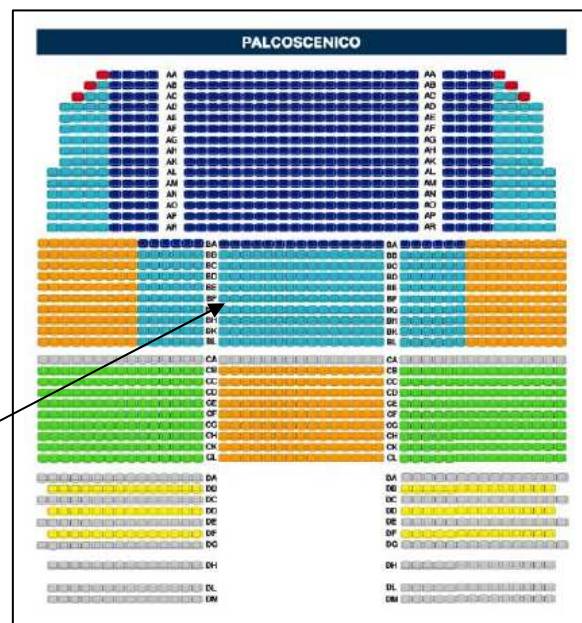 PALCOSCENICO
AA AA
AB AB
AC AC
AD AD
AE AE
AF AF
AG AG
AH AH
AK AK
AL AL
AM AM
AN AN
AO AO
AP AP
AR AR
BA BA
BB BB
BC BC
BD BD
BE BE
BF BF
BG
BH BH
BK BK
BL BL
CA CA
CB CB
CC CC
CD CD
CE CE
CF CF
CG CG
CH CH
CK CK
CL CL
DA DA
DB DB
DC DC
DD DD
DE DE
DF DF
DG DG
DH DH
DL DL
DM DM